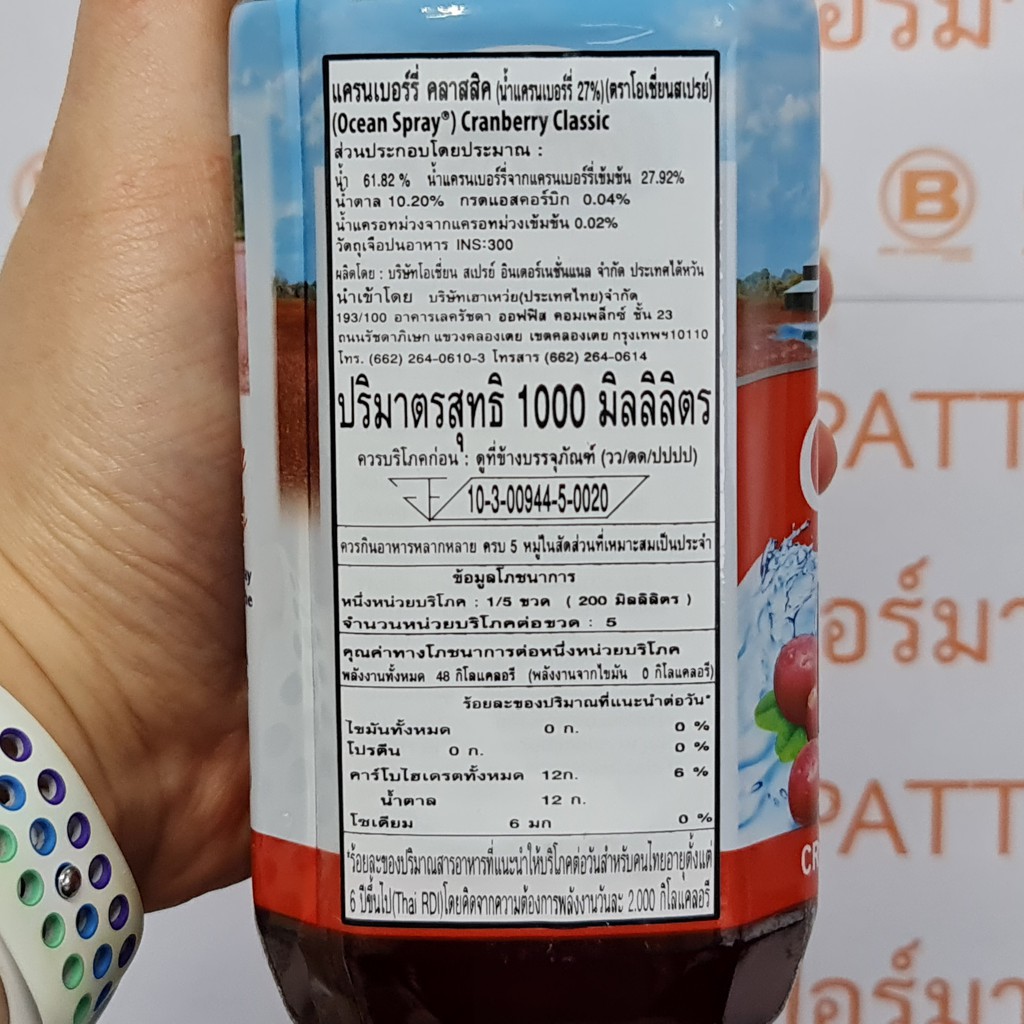 แครนเบอร์รี่ คลาสสิค (น้ำแครนเบอร์รี่ 27%)(ตราโอเชี่ยนสเปรย์)
(Ocean Spray®) Cranberry Classic
ส่วนประกอบโดยประมาณ :
น้ำ 61.82 % น้ำแครนเบอร์รี่จากแครนเบอร์รี่เข้มข้น 27.92%
น้ำตาล 10.20% กรดแอสคอร์บิก 0.04%
น้ำแครอทม่วงจากแครอทม่วงเข้มข้น 0.02%
วัตถุเจือปนอาหาร INS:300
ผลิตโดย : บริษัทโอเชี่ยน สเปรย์ อินเตอร์เนชั่นแนล จำกัด ประเทศไต้หวัน
นำเข้าโดย บริษัทเฮาเหว่ย(ประเทศไทย)จำกัด
193/100 อาคารเลครัชดา ออฟฟิส คอมเพล็กซ์ ชั้น 23
ถนนรัชดาภิเษก แขวงคลองเตย เขตคลองเตย กรุงเทพฯ10110
โทร. (662) 264-0610-3 โทรสาร (662) 264-0614
ปริมาตรสุทธิ 1000 มิลลิลิตร
ควรบริโภคก่อน : ดูที่ข้างบรรจุภัณฑ์ (วว/ดด/ปปปป)
10-3-00944-5-0020
ควรกินอาหารหลากหลาย ครบ 5 หมู่ในสัดส่วนที่เหมาะสมเป็นประจำ
ข้อมูลโภชนาการ
หนึ่งหน่วยบริโภค : 1/5 ขวด ( 200 มิลลิลิตร )
จำนวนหน่วยบริโภคต่อขวด : 5
คุณค่าทางโภชนาการต่อหนึ่งหน่วยบริโภค
พลังงานทั้งหมด 48 กิโลแคลอรี (พลังงานจากไขมัน 0 กิโลแคลอรี)
ร้อยละของปริมาณที่แนะนำต่อวัน*
ไขมันทั้งหมด 0 ก. 0 %
โปรตีน 0 ก. 0 %
คาร์โบไฮเดรตทั้งหมด 12ก. 6 %
น้ำตาล 12 ก.
โซเดียม 6 มก 0 %
*ร้อยละของปริมาณสารอาหารที่แนะนำให้บริโภคต่อวันสำหรับคนไทยอายุตั้งแต่
6 ปีขึ้นไป(Thai RDI)โดยคิดจากความต้องการพลังงานวันละ 2,000 กิโลแคลอรี
B
PATT
PATT